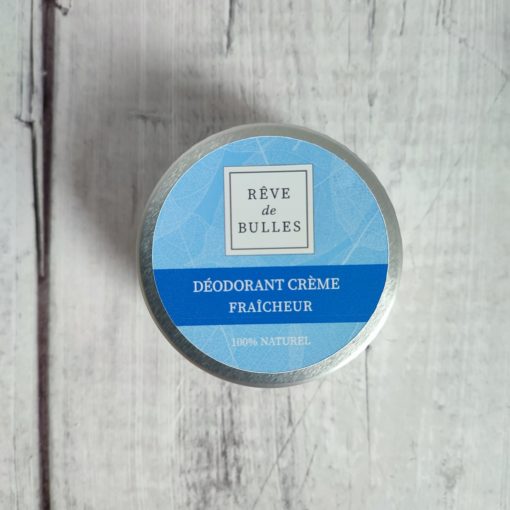 RÊVE
de
BULLES
DÉODORANT CRÈME
FRAÎCHEUR
100% NATUREL